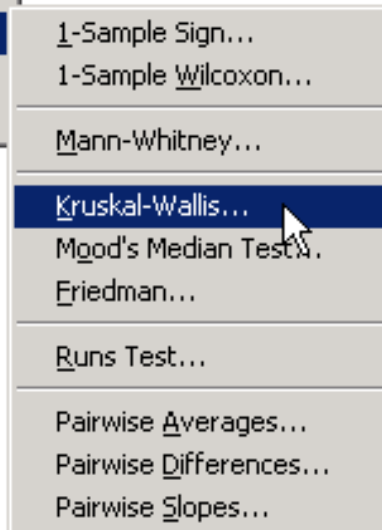 1-Sample Sign...
1-Sample Wilcoxon...
Mann-Whitney...
Kruskal-Wallis...
Mood's Median Test...
Friedman...
Runs Test...
Pairwise Averages...
Pairwise Differences...
Pairwise Slopes...